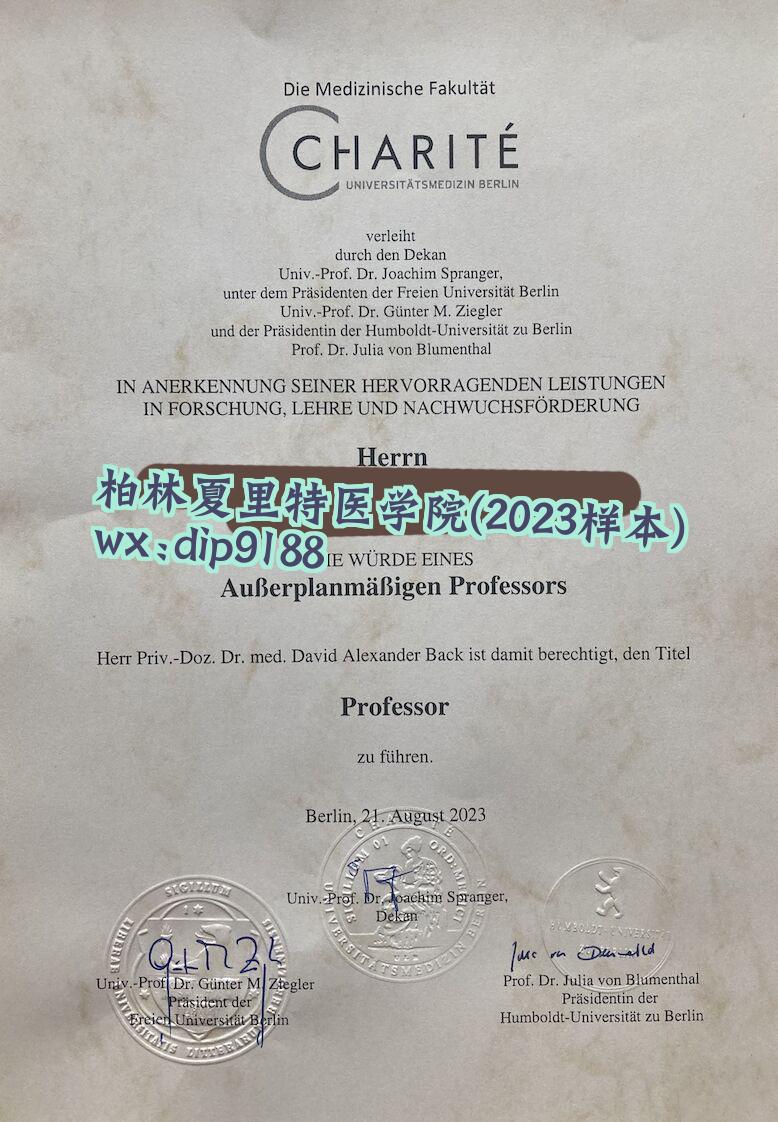 Die Medizinische Fakultät
CHARITÉ
UNIVERSITÄTSMEDIZIN BERLIN
verleiht
durch den Dekan
Univ.-Prof. Dr. Joachim Spranger,
unter dem Präsidenten der Freien Universität Berlin
Univ.-Prof. Dr. Günter M. Ziegler
und der Präsidentin der Humboldt-Universität zu Berlin
Prof. Dr. Julia von Blumenthal
IN ANERKENNUNG SEINER HERVORRAGENDEN LEISTUNGEN
IN FORSCHUNG, LEHRE UND NACHWUCHSFÖRDERUNG
Herrn
柏林夏里特医学院(2023样本)
wx:dip9188
IE WÜRDE EINES
Außerplanmäßigen Professors
Herr Priv.-Doz. Dr. med. David Alexander Back ist damit berechtigt, den Titel
Professor
zu führen.
Berlin, 21. August 2023
CHARITÉ
UNIVERSITÄTSMEDIZIN BERLIN
Univ.-Prof. Dr. Joachim Spranger,
Dekan
SIGILLUM
Univ.-Prof. Dr. Günter M. Ziegler
Präsident der
Freien Universität Berlin
HUMBOLDT-UNIVERSITÄT
Prof. Dr. Julia von Blumenthal
Präsidentin der
Humboldt-Universität zu Berlin